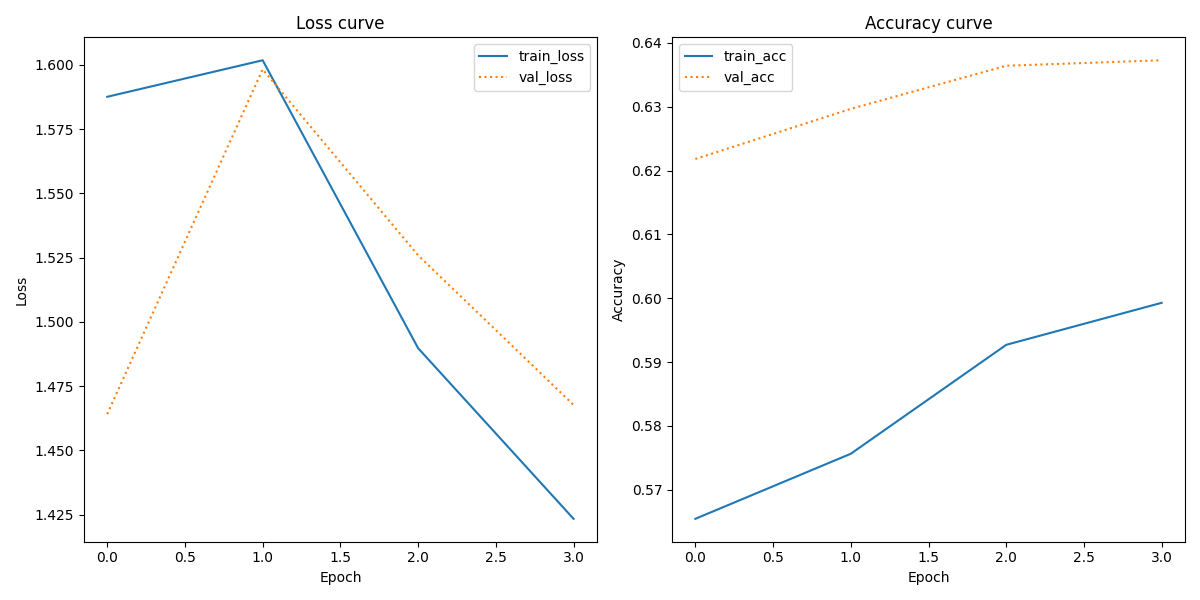 Loss curve
train_loss
val_loss
1.600
1.575
1.550
1.525
1.500
1.475
1.450
1.425
Loss
0.0 0.5 1.0 1.5 2.0 2.5 3.0
Epoch
Accuracy curve
train_acc
val_acc
0.64
0.63
0.62
0.61
0.60
0.59
0.58
0.57
Accuracy
0.0 0.5 1.0 1.5 2.0 2.5 3.0
Epoch